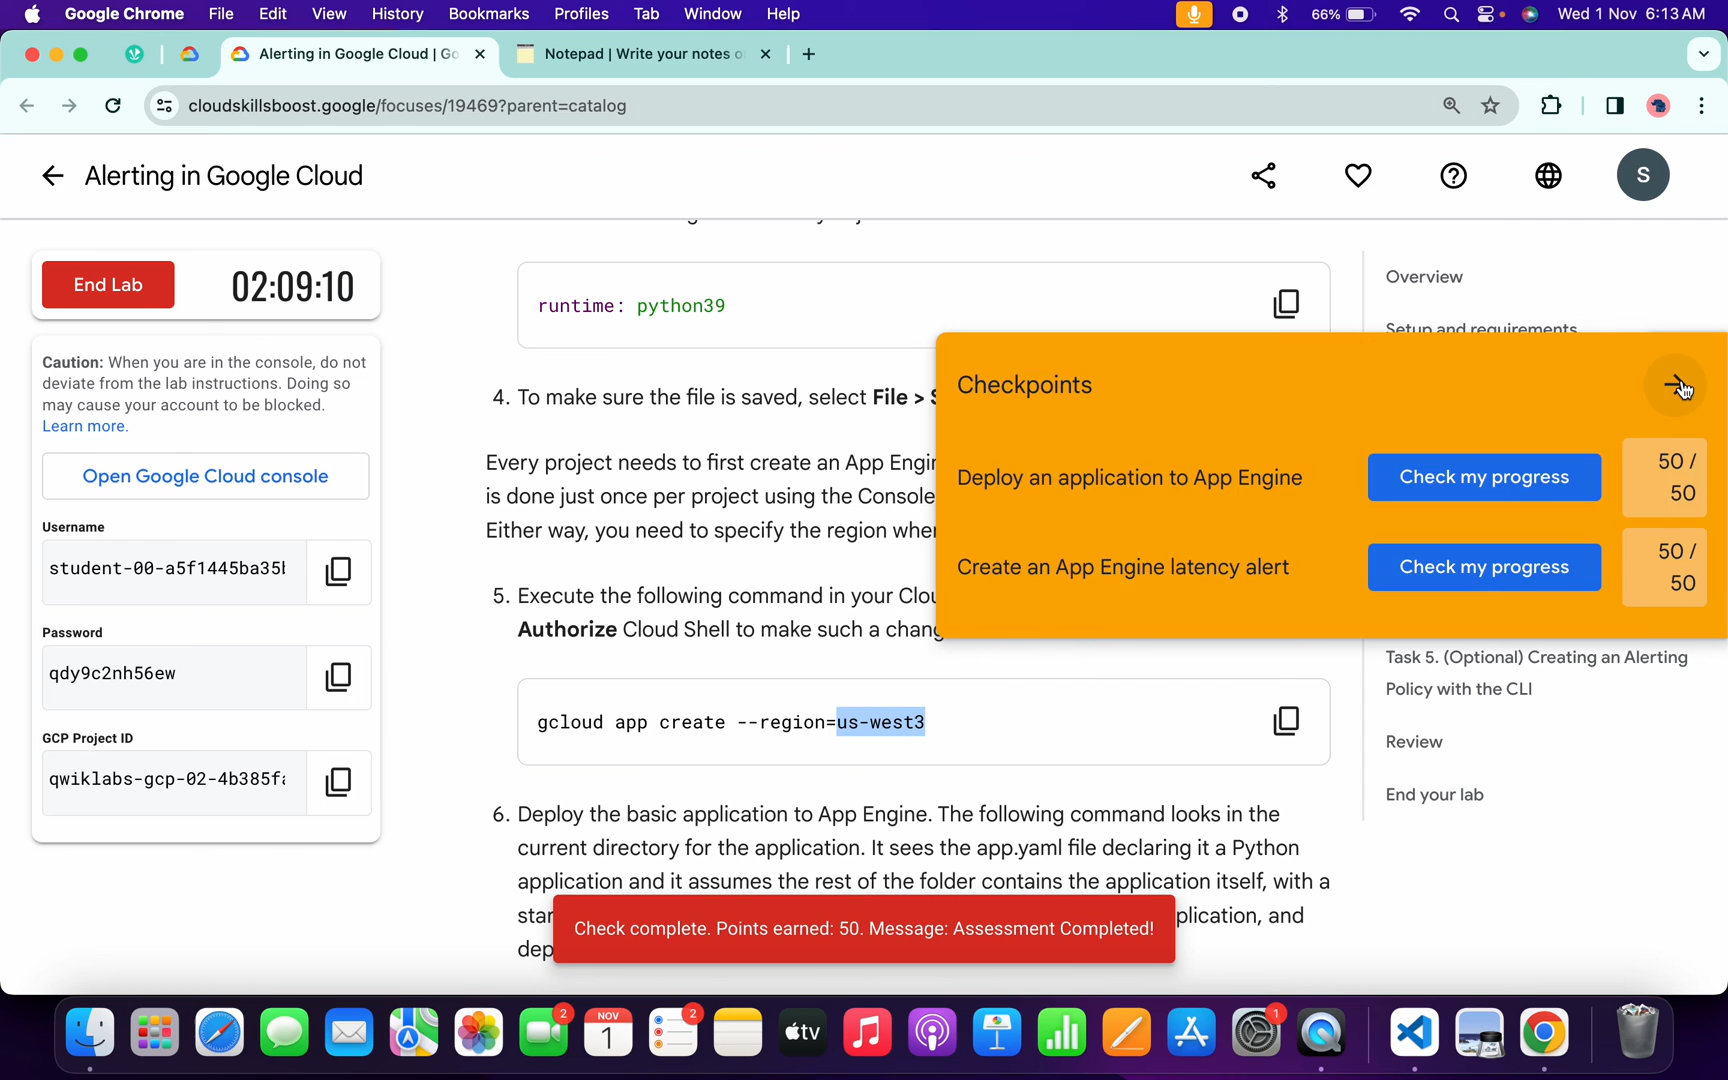 Google Chrome File Edit View History Bookmarks Profiles Tab Window Help 66% Wed 1 Nov 6:13 AM
Alerting in Google Cloud | Go Notepad | Write your notes o
cloudskillsboost.google/focuses/19469?parent=catalog
Alerting in Google Cloud
S
End Lab
02:09:10
Caution: When you are in the console, do not
deviate from the lab instructions. Doing so
may cause your account to be blocked.
Learn more.
Open Google Cloud console
Username
student-00-a5f1445ba35b
Password
qdy9c2nh56ew
GCP Project ID
qwiklabs-gcp-02-4b385fa
runtime: python39
4. To make sure the file is saved, select File >
Every project needs to first create an App Engin
is done just once per project using the Console
Either way, you need to specify the region when
5. Execute the following command in your Clou
Authorize Cloud Shell to make such a chang
gcloud app create --region=us-west3
6. Deploy the basic application to App Engine. The following command looks in the
current directory for the application. It sees the app.yaml file declaring it a Python
application and it assumes the rest of the folder contains the application itself, with a
star plication, and
dep
Check complete. Points earned: 50. Message: Assessment Completed!
Overview
Setup and requirements
Checkpoints
Deploy an application to App Engine
Check my progress
50 /
50
Create an App Engine latency alert
Check my progress
50 /
50
Task 5. (Optional) Creating an Alerting
Policy with the CLI
Review
End your lab
2
NOV
1
2
tv
1